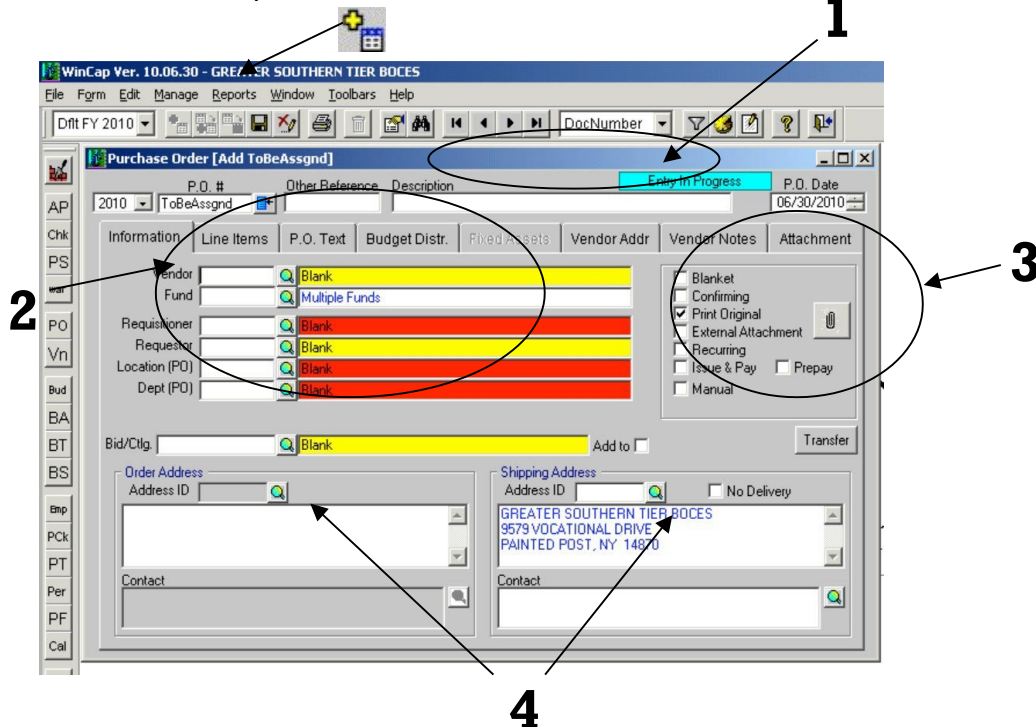 1
WinCap Ver. 10.06.30 - GREATER SOUTHERN TIER BOCES
File Form Edit Manage Reports Window Toolbars Help
Dflt FY 2010 DocNumber
Purchase Order [Add ToBeAssgnd]
P.O. # Other Reference Description Entry In Progress P.O. Date
2010 ToBeAssgnd 06/30/2010
Information Line Items P.O. Text Budget Distr. Fixed Assets Vendor Addr Vendor Notes Attachment
AP
Chk
PS
war
PO
Vn
Bud
BA
BT
BS
Emp
PCk
PT
Per
PF
Cal
2
3
Vendor Blank
Fund Multiple Funds
Requisitioner Blank
Requestor Blank
Location (PO) Blank
Dept (PO) Blank
Blanket
Confirming
Print Original
External Attachment
Recurring
Issue & Pay Prepay
Manual
Bid/Ctlg. Blank Add to Transfer
Order Address
Address ID
Contact
Shipping Address
Address ID No Delivery
GREATER SOUTHERN TIER BOCES
9579 VOCATIONAL DRIVE
PAINTED POST, NY 14870
Contact
4